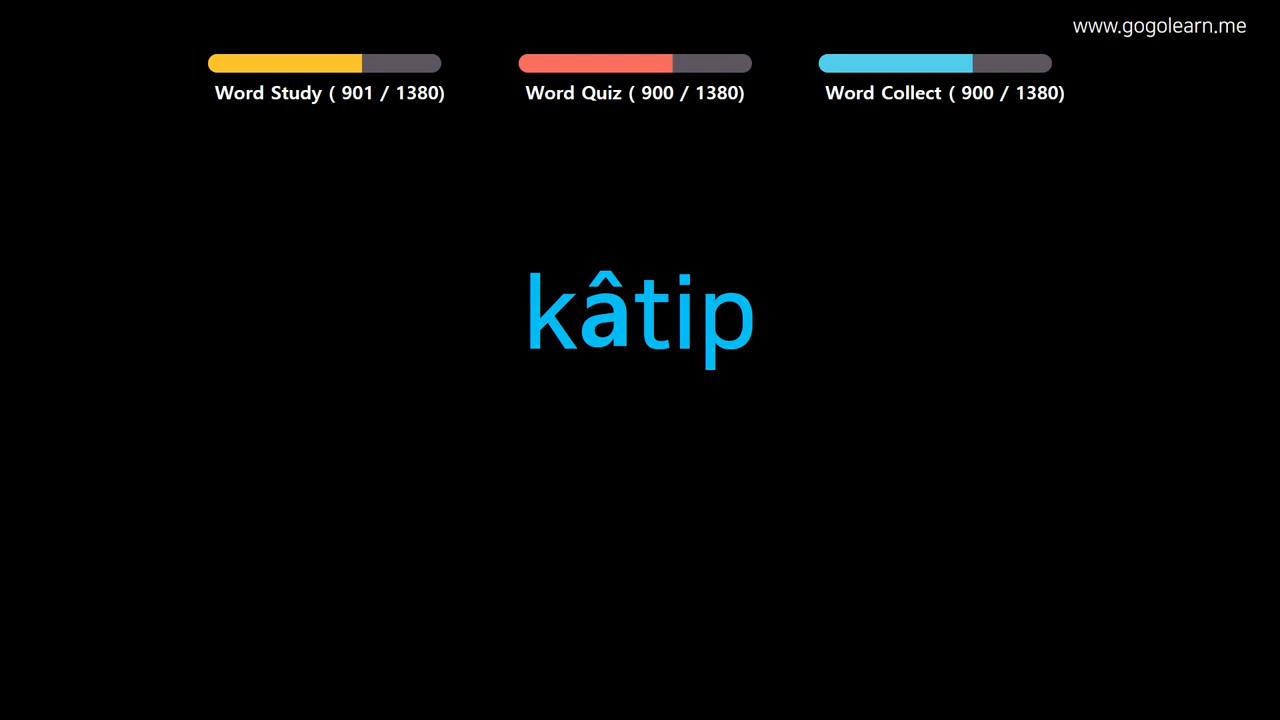 www.gogolearn.me
Word Study ( 901 / 1380)
Word Quiz ( 900 / 1380)
Word Collect ( 900 / 1380)
kâtip